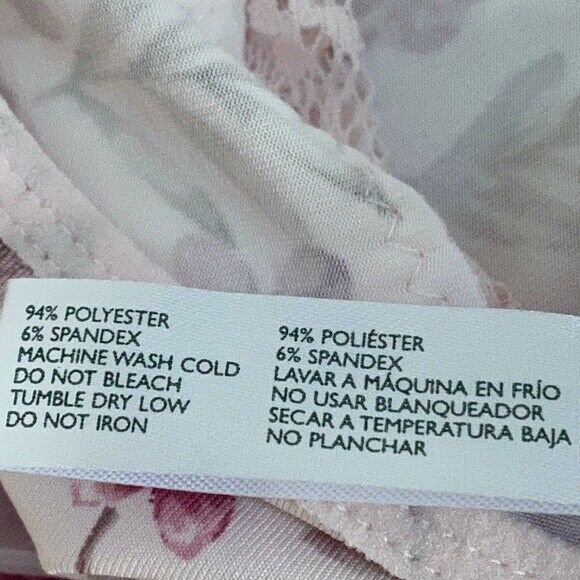 94% POLYESTER
6% SPANDEX
MACHINE WASH COLD
DO NOT BLEACH
TUMBLE DRY LOW
DO NOT IRON
94% POLIÉSTER
6% SPANDEX
LAVAR A MÁQUINA EN FRÍO
NO USAR BLANQUEADOR
SECAR A TEMPERATURA BAJA
NO PLANCHAR